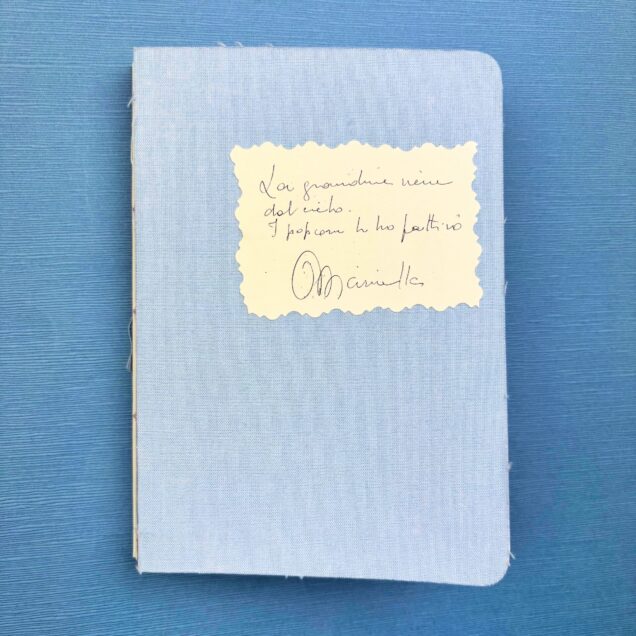 La grandine viene
dal cielo.
I popcorn li ho fatti io
O. Marinella